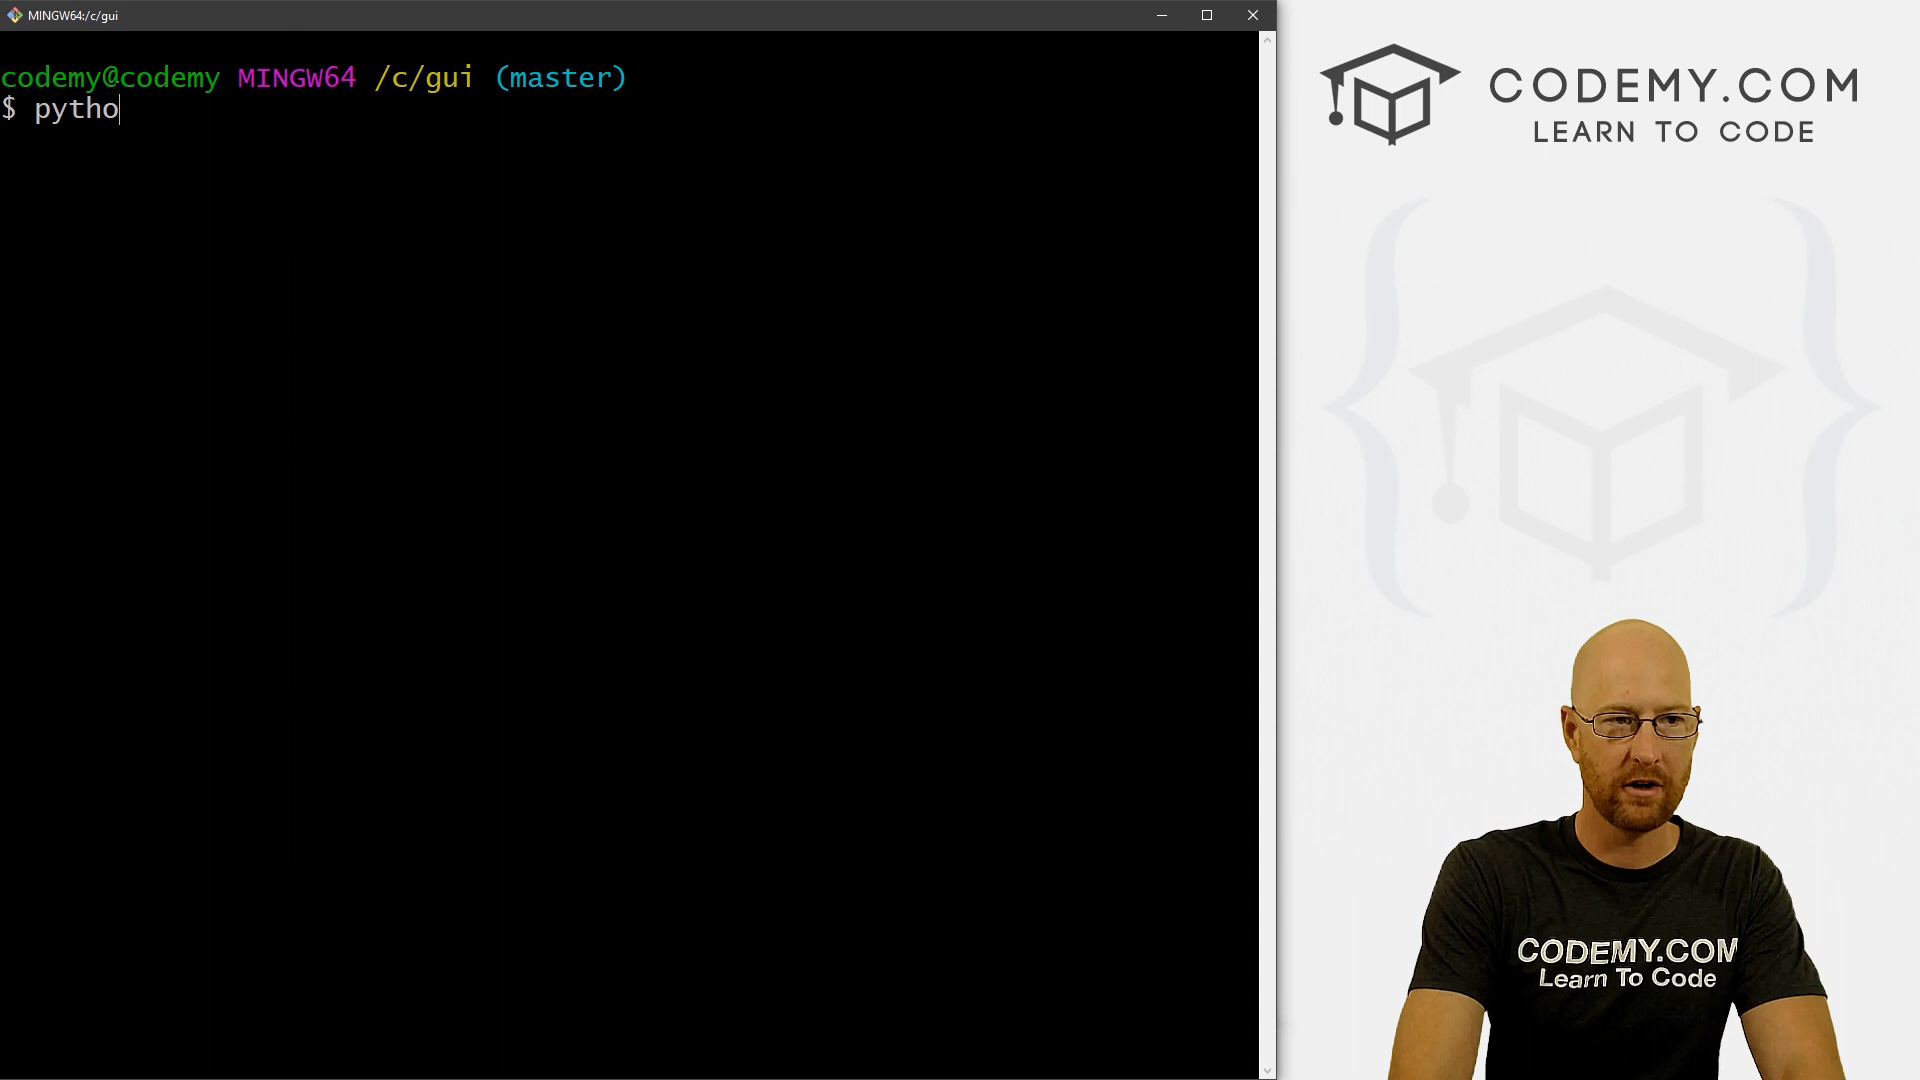 MINGW64:/c/gui
codemy@codemy MINGW64 /c/gui (master)
$ pytho
CODEMY.COM
LEARN TO CODE
CODEMY.COM
Learn To Code